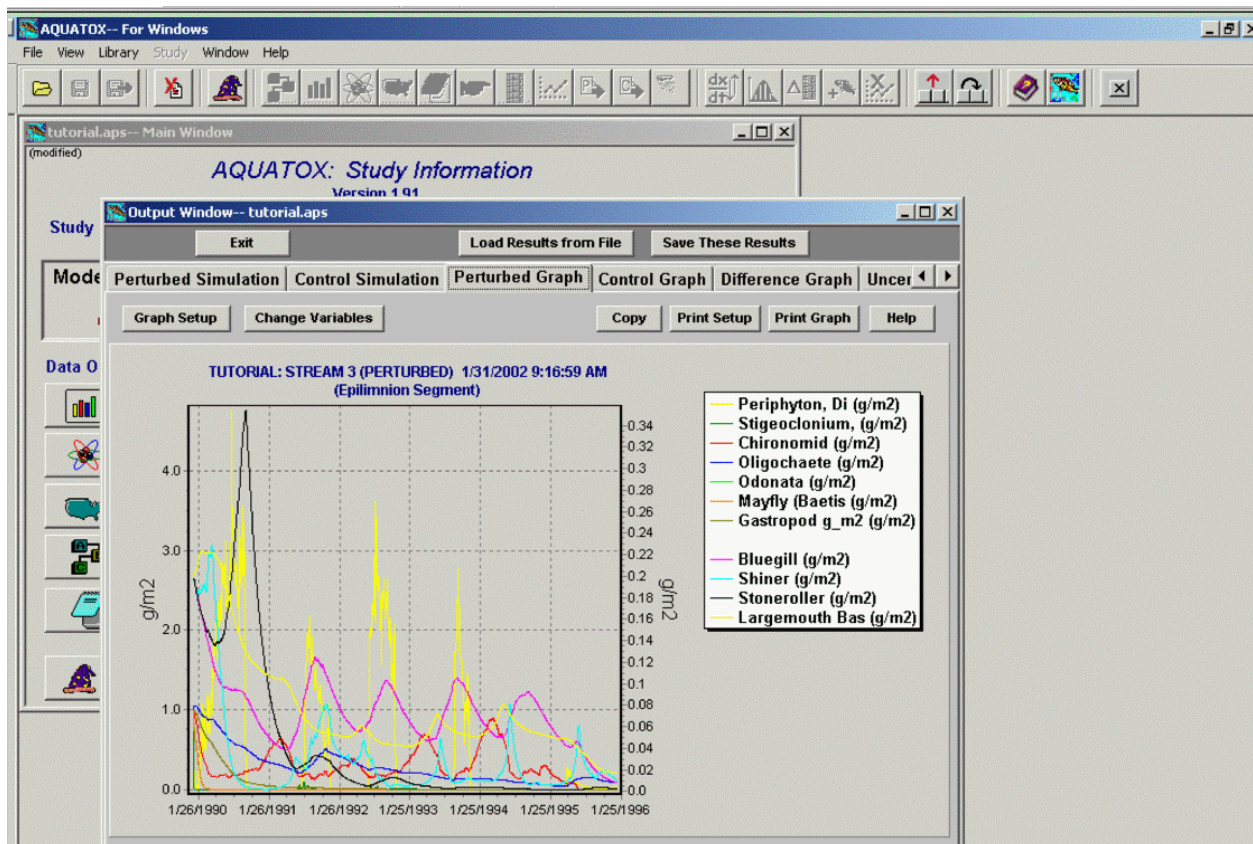 AQUATOX-- For Windows
File View Library Study Window Help
tutorial.aps-- Main Window
(modified)
AQUATOX: Study Information
Version 1.91
Study
Output Window-- tutorial.aps
Exit Load Results from File Save These Results
Mode
Perturbed Simulation Control Simulation Perturbed Graph Control Graph Difference Graph Uncer
Graph Setup Change Variables Copy Print Setup Print Graph Help
Data O
TUTORIAL: STREAM 3 (PERTURBED) 1/31/2002 9:16:59 AM
(Epilimnion Segment)
g/m2
4.0
3.0
2.0
1.0
0.0
0.34
0.32
0.3
0.28
0.26
0.24
0.22
0.2
0.18
0.16
0.14
0.12
0.1
0.08
0.06
0.04
0.02
0.0
g/m2
1/26/1990 1/26/1991 1/26/1992 1/25/1993 1/25/1994 1/25/1995 1/25/1996
Periphyton, Di (g/m2)
Stigeoclonium, (g/m2)
Chironomid (g/m2)
Oligochaete (g/m2)
Odonata (g/m2)
Mayfly (Baetis (g/m2)
Gastropod g_m2 (g/m2)
Bluegill (g/m2)
Shiner (g/m2)
Stoneroller (g/m2)
Largemouth Bas (g/m2)